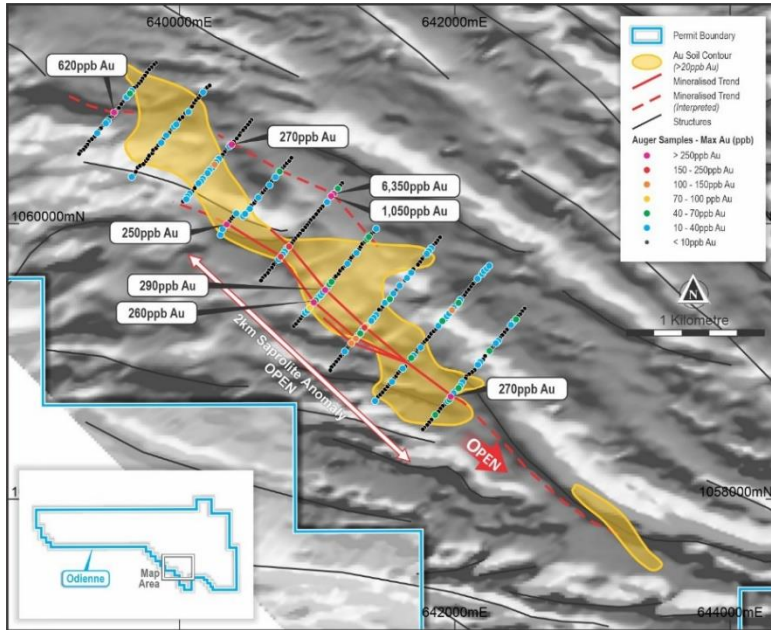 640000mE
642000mE
620ppb Au
270ppb Au
6,350ppb Au
1,050ppb Au
1060000mN
250ppb Au
290ppb Au
260ppb Au
2km Saprolite Anomaly
OPEN
270ppb Au
OPEN
Permit Boundary
Au Soil Contour
(>20ppb Au)
Mineralised Trend
Mineralised Trend
(Interpreted)
Structures
Auger Samples - Max Au (ppb)
> 250ppb Au
150 - 250ppb Au
100 - 150ppb Au
70 - 100 ppb Au
40 - 70ppb Au
10 - 40ppb Au
< 10ppb Au
N
1 Kilometre
1058000mN
Odienne
Map
Area
642000mE
644000mE